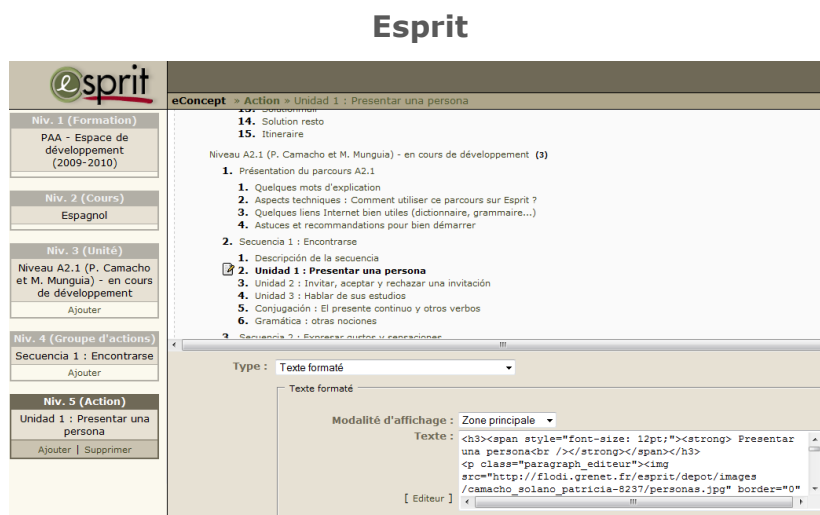 Esprit
esprit
eConcept » Action » Unidad 1 : Presentar una persona
Niv. 1 (Formation)
PAA - Espace de
développement
(2009-2010)
Niv. 2 (Cours)
Espagnol
Niv. 3 (Unité)
Niveau A2.1 (P. Camacho
et M. Munguia) - en cours
de développement
Ajouter
Niv. 4 (Groupe d'actions)
Secuencia 1 : Encontrarse
Ajouter
Niv. 5 (Action)
Unidad 1 : Presentar una
persona
Ajouter | Supprimer
14. Solution resto
15. Itineraire
Niveau A2.1 (P. Camacho et M. Munguia) - en cours de développement (3)
1. Présentation du parcours A2.1
1. Quelques mots d'explication
2. Aspects techniques : Comment utiliser ce parcours sur Esprit ?
3. Quelques liens Internet bien utiles (dictionnaire, grammaire...)
4. Astuces et recommandations pour bien démarrer
2. Secuencia 1 : Encontrarse
1. Descripción de la secuencia
2. Unidad 1 : Presentar una persona
3. Unidad 2 : Invitar, aceptar y rechazar una invitación
4. Unidad 3 : Hablar de sus estudios
5. Conjugación : El presente continuo y otros verbos
6. Gramática : otras nociones
3. Secuencia 2 : Expresar gustos y sensaciones
Type : Texte formaté
Texte formaté
Modalité d'affichage : Zone principale
Texte :
[ Editeur ]
<h3><span style="font-size: 12pt;"><strong> Presentar
una persona<br /></strong></span></h3>
<p class="paragraph_editeur"><img
src="http://flodi.grenet.fr/esprit/depot/images
/camacho_solano_patricia-8237/personas.jpg" border="0"